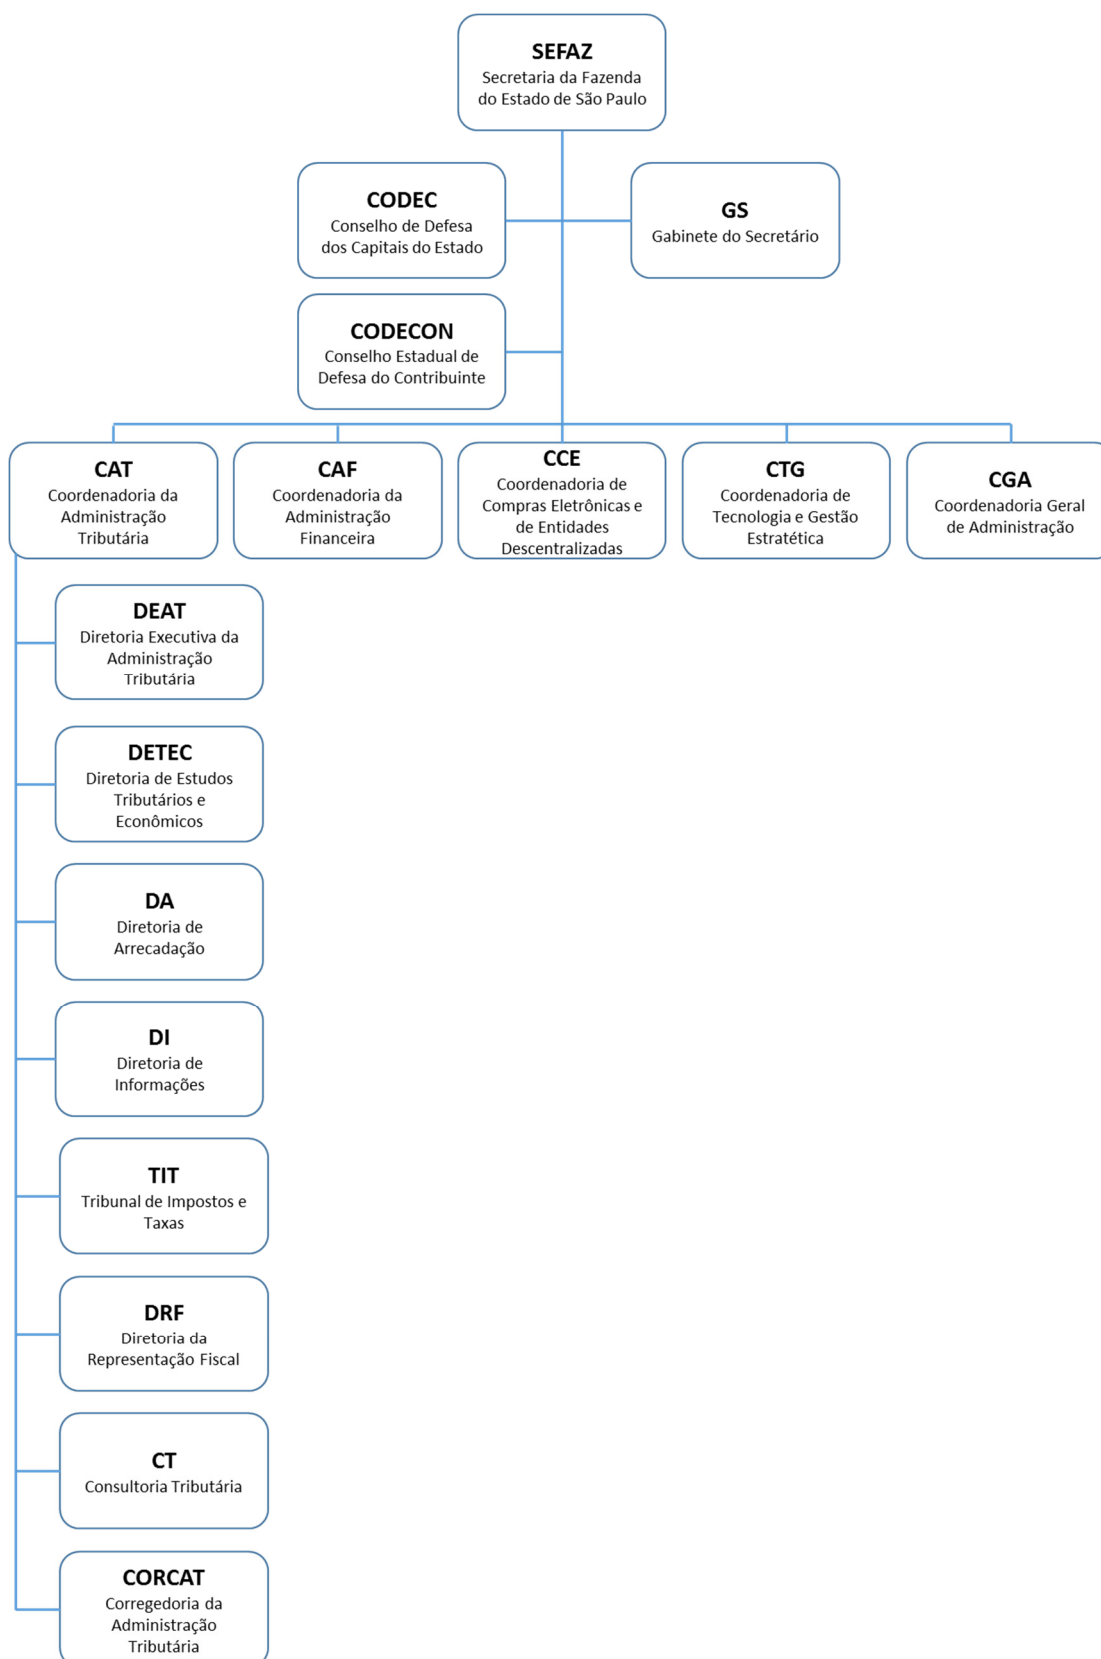 SEFAZ
Secretaria da Fazenda
do Estado de São Paulo
CODEC
Conselho de Defesa
dos Capitais do Estado
GS
Gabinete do Secretário
CODECON
Conselho Estadual de
Defesa do Contribuinte
CAT
Coordenadoria da
Administração
Tributária
CAF
Coordenadoria da
Administração
Financeira
CCE
Coordenadoria de
Compras Eletrônicas e
de Entidades
Descentralizadas
CTG
Coordenadoria de
Tecnologia e Gestão
Estratética
CGA
Coordenadoria Geral
de Administração
DEAT
Diretoria Executiva da
Administração
Tributária
DETEC
Diretoria de Estudos
Tributários e
Econômicos
DA
Diretoria de
Arrecadação
DI
Diretoria de
Informações
TIT
Tribunal de Impostos e
Taxas
DRF
Diretoria da
Representação Fiscal
CT
Consultoria Tributária
CORCAT
Corregedoria da
Administração
Tributária